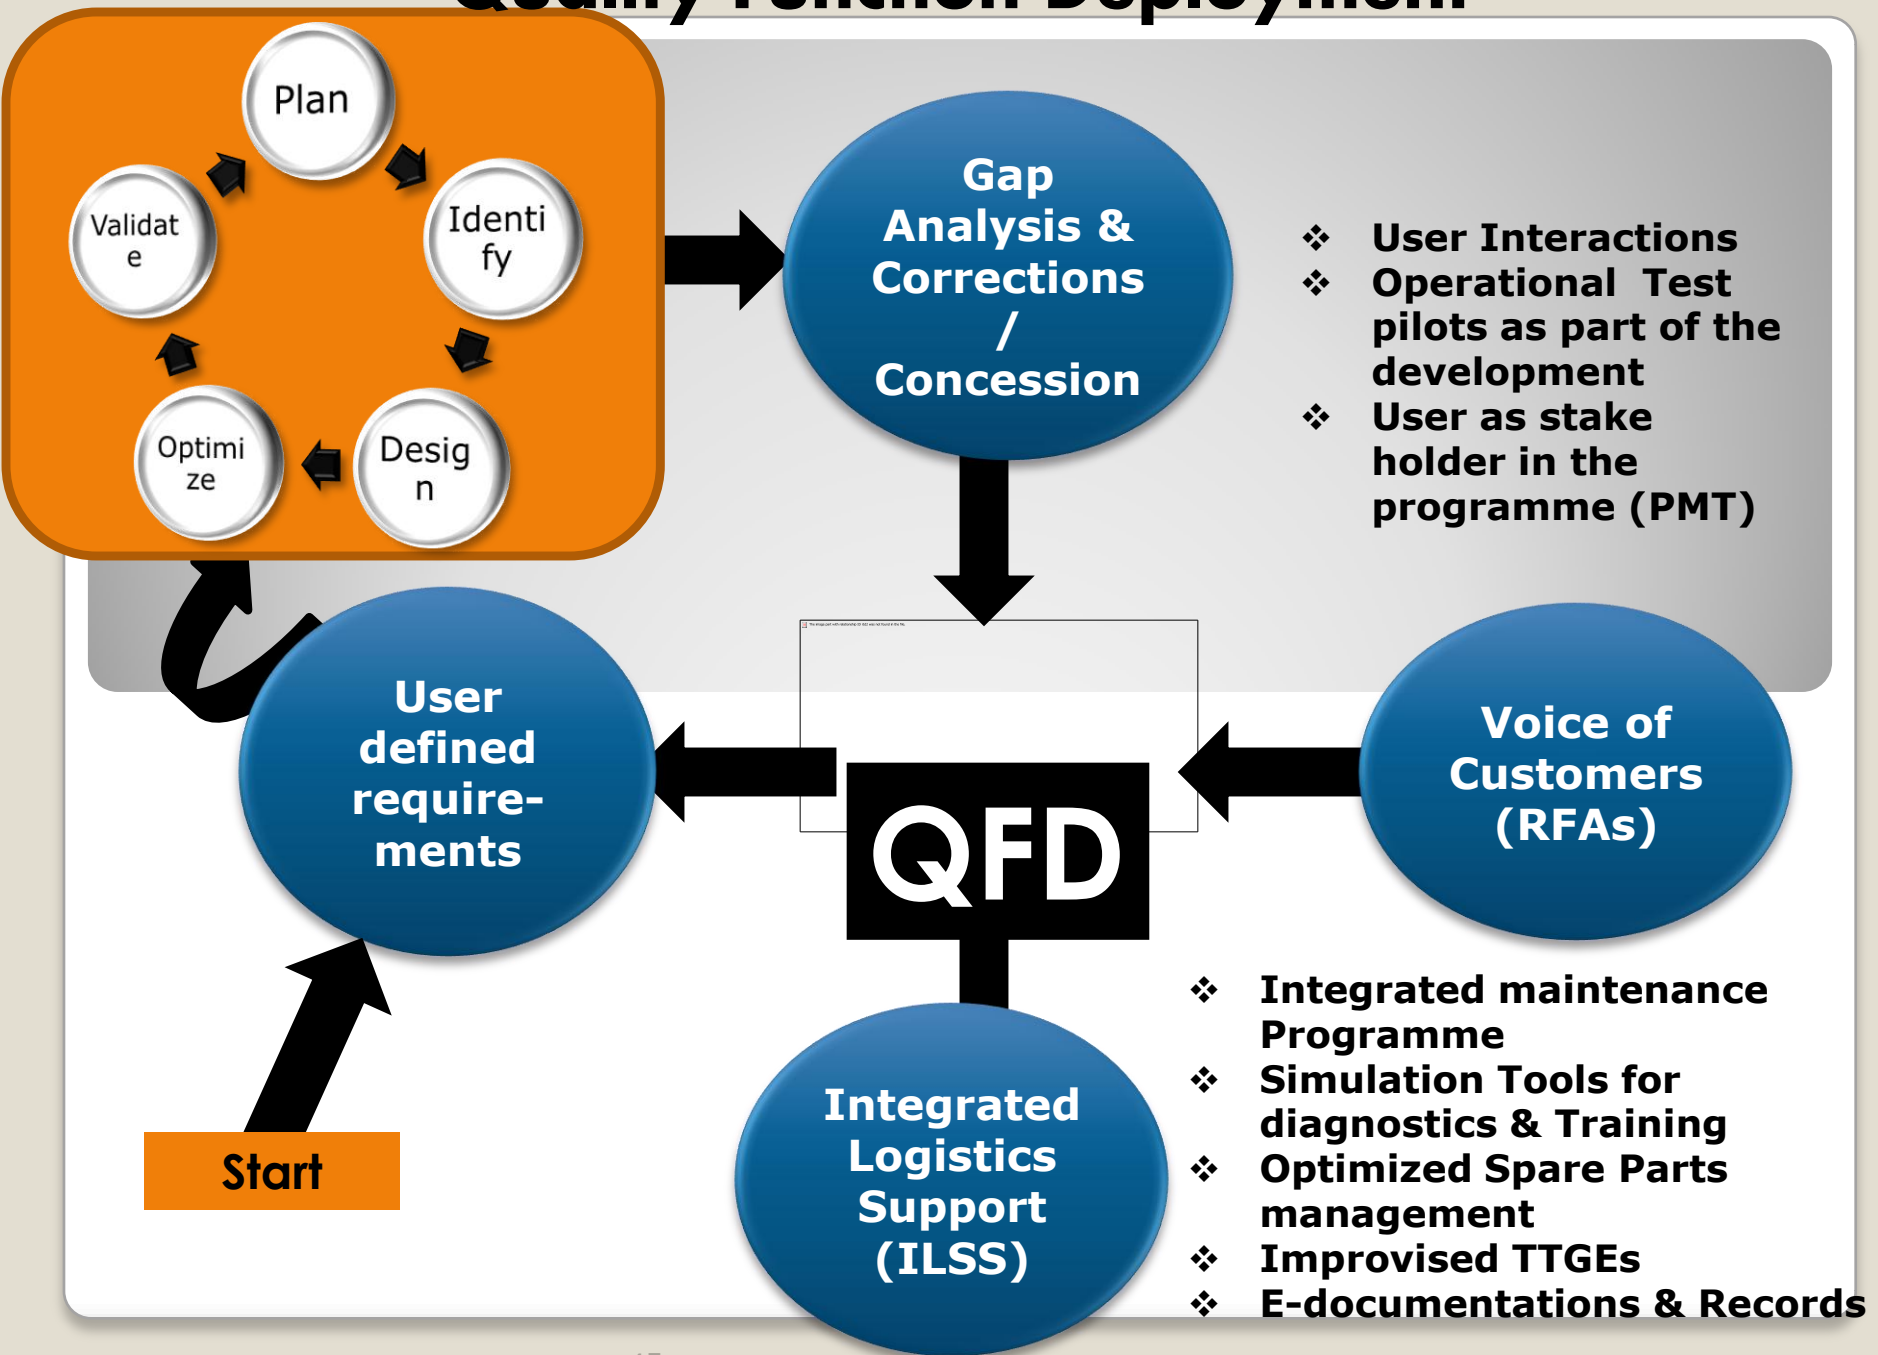 Quality Function Deployment
Plan
Identi
fy
Desig
n
Optimi
ze
Validat
e
Gap
Analysis &
Corrections
/
Concession
❖ User Interactions
❖ Operational Test
pilots as part of the
development
❖ User as stake
holder in the
programme (PMT)
User
defined
require-
ments
QFD
Voice of
Customers
(RFAs)
Start
Integrated
Logistics
Support
(ILSS)
❖ Integrated maintenance
Programme
❖ Simulation Tools for
diagnostics & Training
❖ Optimized Spare Parts
management
❖ Improvised TTGEs
❖ E-documentations & Records